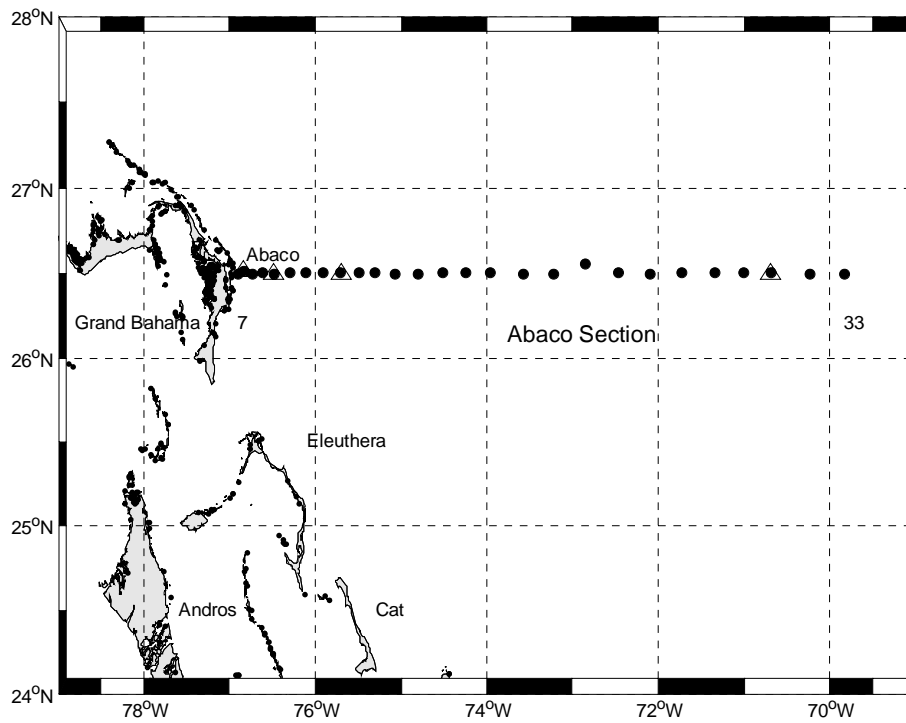 28°N
27°N
Abaco
Grand Bahama
7
Abaco Section
33
26°N
Eleuthera
25°N
Andros
Cat
24°N
78°W
76°W
74°W
72°W
70°W